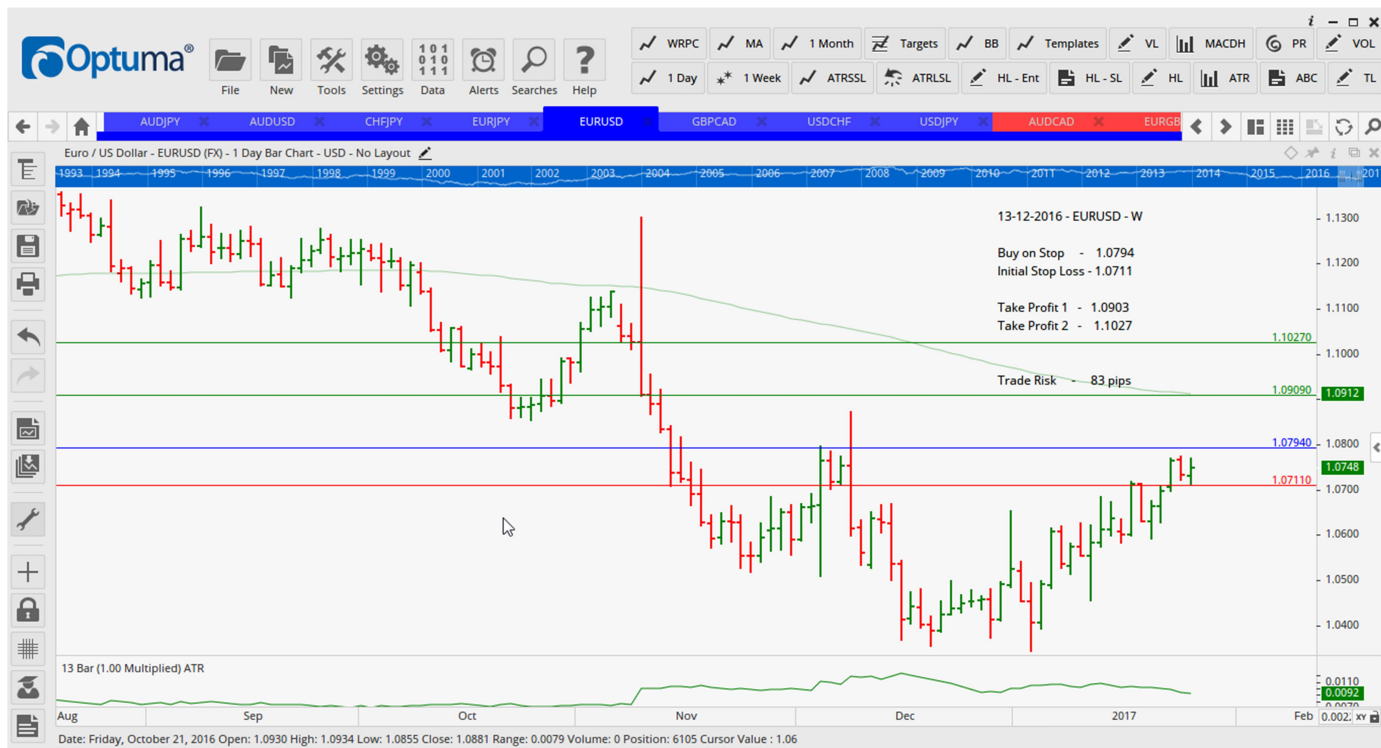 i
Optuma®
File
New
Tools
Settings
101
010
111
Data
Alerts
Searches
?
Help
WRPC MA 1 Month Targets BB Templates VL MACDH PR VOL
1 Day 1 Week ATRSSL ATRLSL HL - Ent HL - SL HL ATR ABC TL
AUDJPY AUDUSD CHFJPY EURJPY EURUSD GBPCAD USDCHF USDJPY AUDCAD EURGB
Euro / US Dollar - EURUSD (FX) - 1 Day Bar Chart - USD - No Layout
1993 1994 1995 1996 1997 1998 1999 2000 2001 2002 2003 2004 2005 2006 2007 2008 2009 2010 2011 2012 2013 2014 2015 2016 201
13-12-2016 - EURUSD - W
Buy on Stop - 1.0794
Initial Stop Loss - 1.0711
Take Profit 1 - 1.0903
Take Profit 2 - 1.1027
Trade Risk - 83 pips
1.10270
1.09090
1.07940
1.07110
1.1300
1.1200
1.1100
1.1000
1.0912
1.0800
1.0748
1.0700
1.0600
1.0500
1.0400
13 Bar (1.00 Multiplied) ATR
0.0110
0.0092
Aug Sep Oct Nov Dec 2017 Feb
0.002 XY
Date: Friday, October 21, 2016 Open: 1.0930 High: 1.0934 Low: 1.0855 Close: 1.0881 Range: 0.0079 Volume: 0 Position: 6105 Cursor Value : 1.06